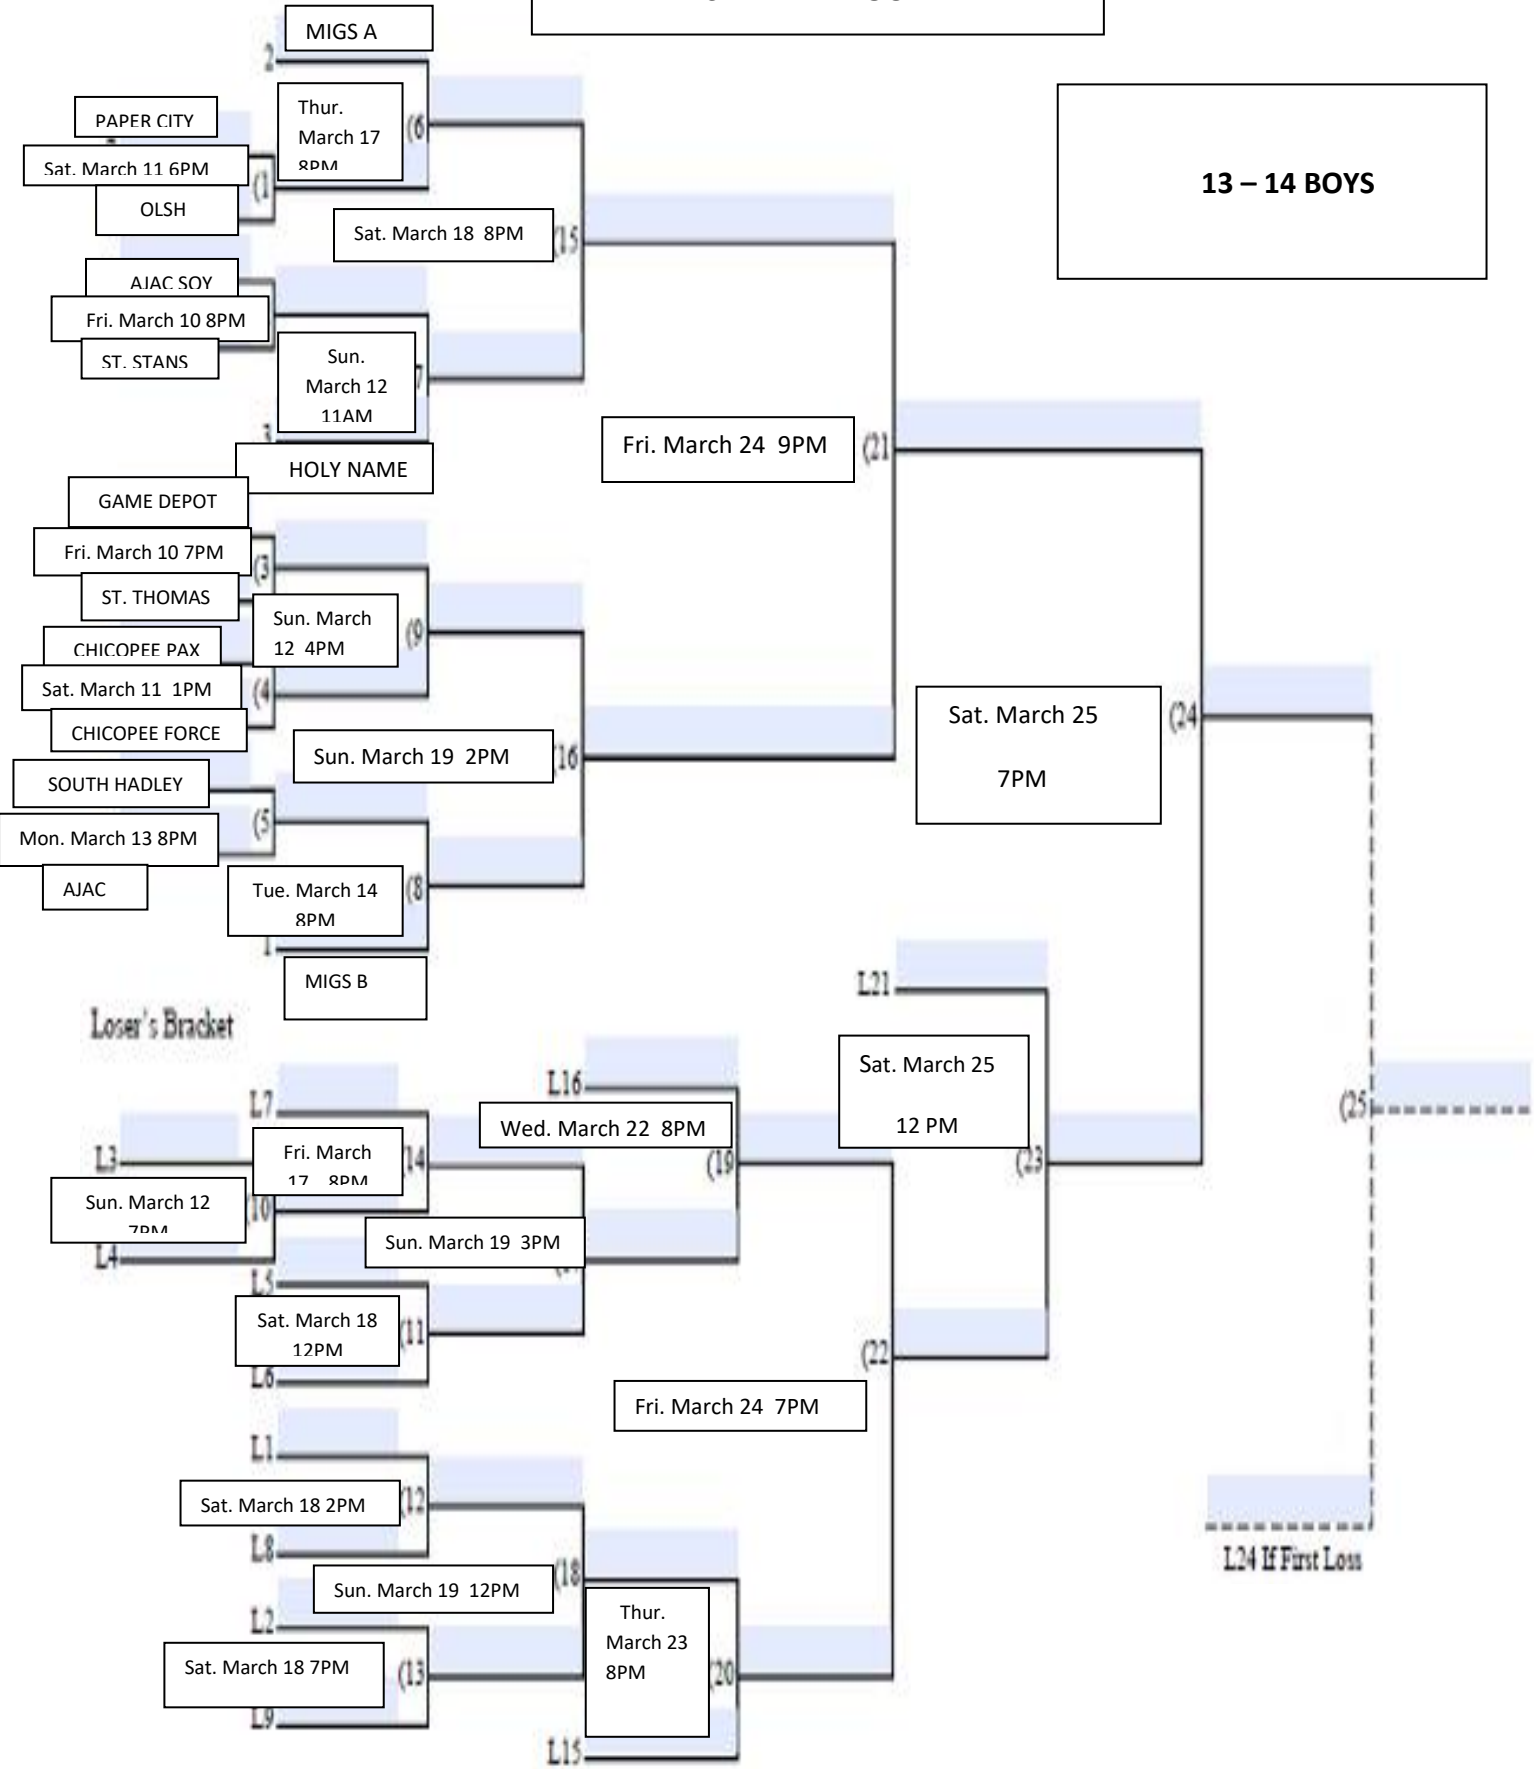 MIGS A
2
PAPER CITY
Thur.
March 17
8PM
(6
Sat. March 11 6PM
(1
OLSH
13 – 14 BOYS
Sat. March 18 8PM
(15
AJAC SOY
Fri. March 10 8PM
ST. STANS
Sun.
March 12
11AM
7
3
HOLY NAME
Fri. March 24 9PM
(21
GAME DEPOT
Fri. March 10 7PM
(3
ST. THOMAS
Sun. March
12 4PM
(9
CHICOPEE PAX
Sat. March 11 1PM
(4
CHICOPEE FORCE
Sat. March 25
7PM
(24
Sun. March 19 2PM
(16
SOUTH HADLEY
Mon. March 13 8PM
(5
AJAC
Tue. March 14
8PM
(8
1
MIGS B
L21
Loser's Bracket
L16
Sat. March 25
12 PM
(23
L7
Wed. March 22 8PM
(19
(25
L3
Fri. March
17 8PM
(14
Sun. March 12
7PM
(10
L4
Sun. March 19 3PM
L5
Sat. March 18
12PM
(11
L6
(22
Fri. March 24 7PM
L1
Sat. March 18 2PM
(12
L8
L24 If First Loss
Sun. March 19 12PM
(18
Thur.
March 23
8PM
(20
L2
Sat. March 18 7PM
(13
L9
L15